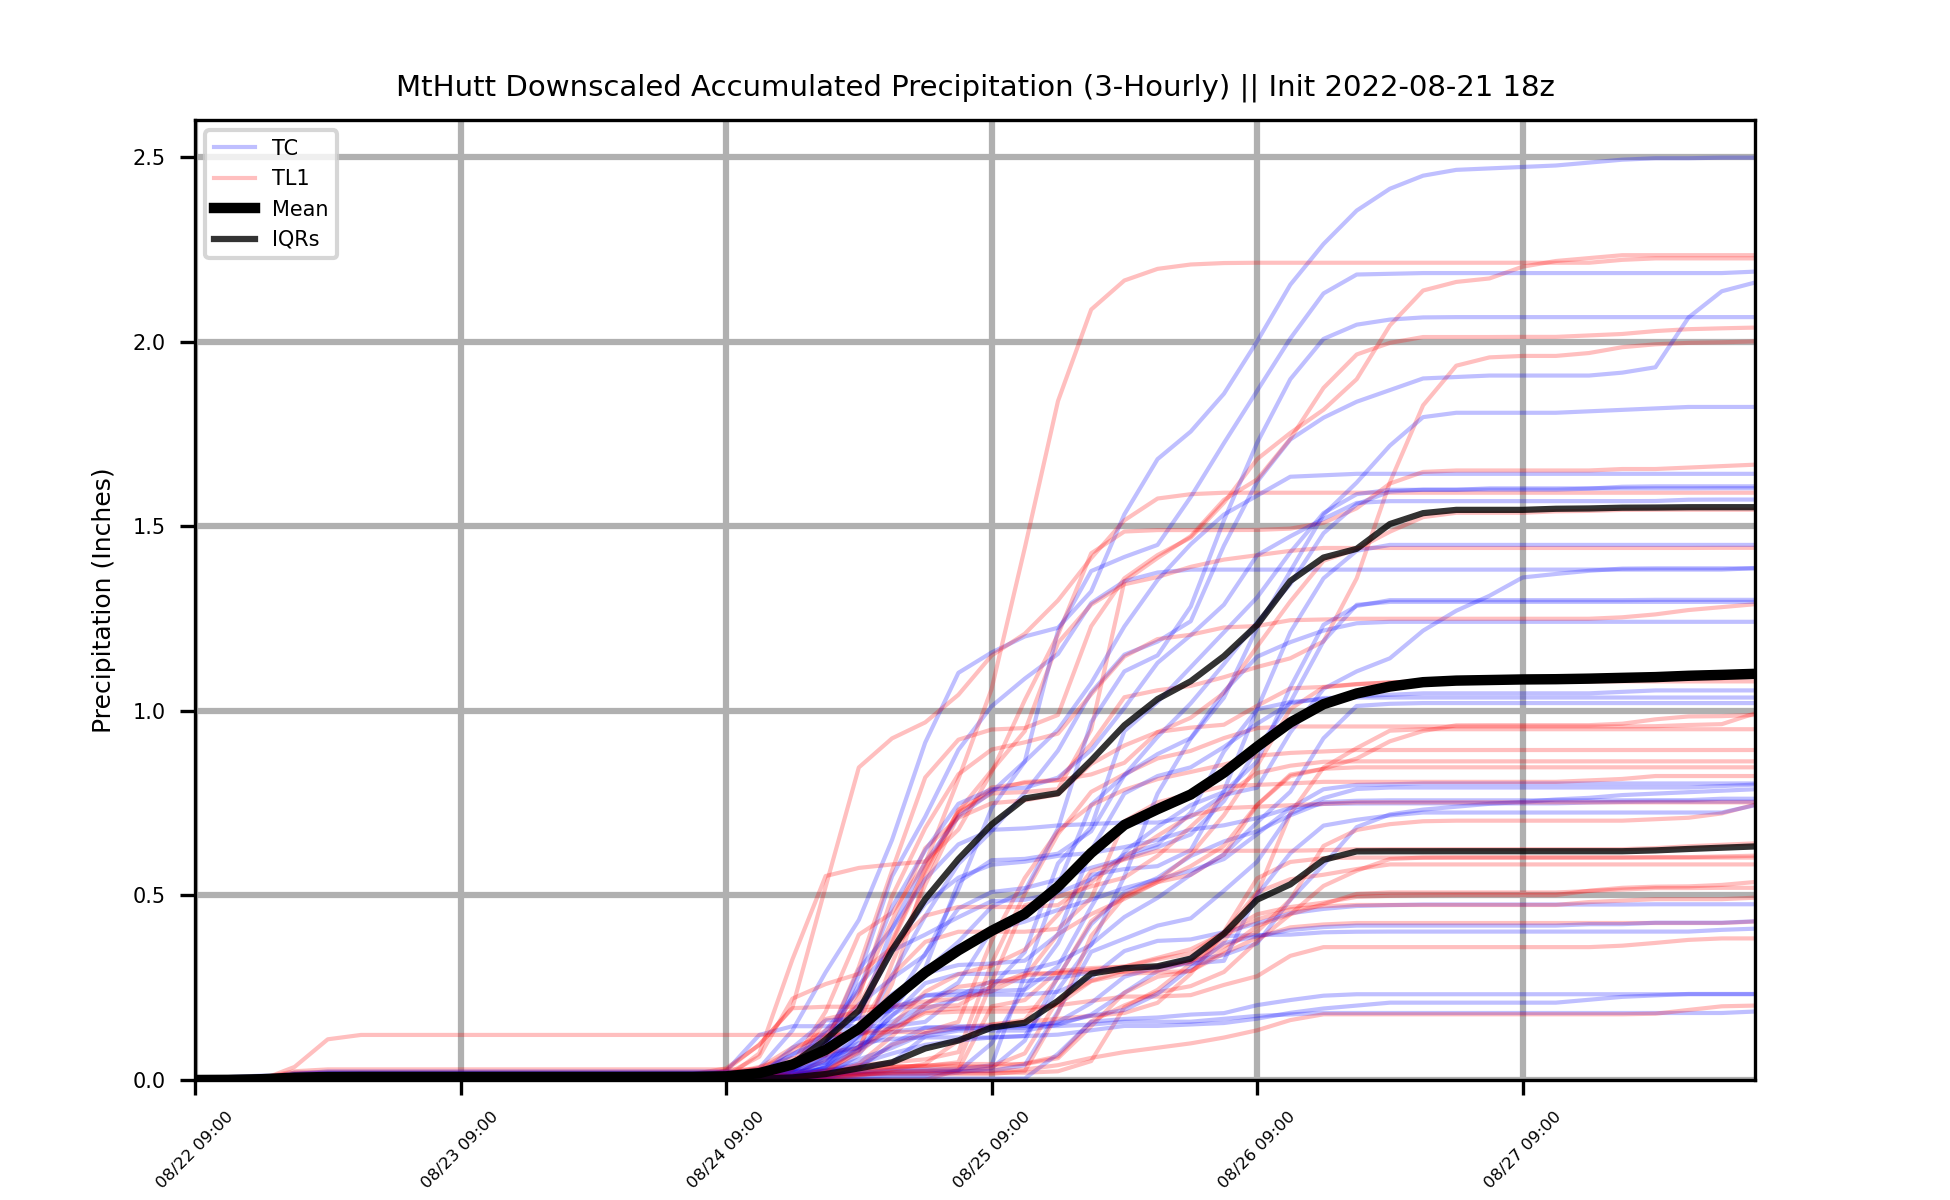 MtHutt Downscaled Accumulated Precipitation (3-Hourly) || Init 2022-08-21 18z
TC
TL1
Mean
IQRs
Precipitation (Inches)
2.5
2.0
1.5
1.0
0.5
0.0
08/22 09:00
08/23 09:00
08/24 09:00
08/25 09:00
08/26 09:00
08/27 09:00